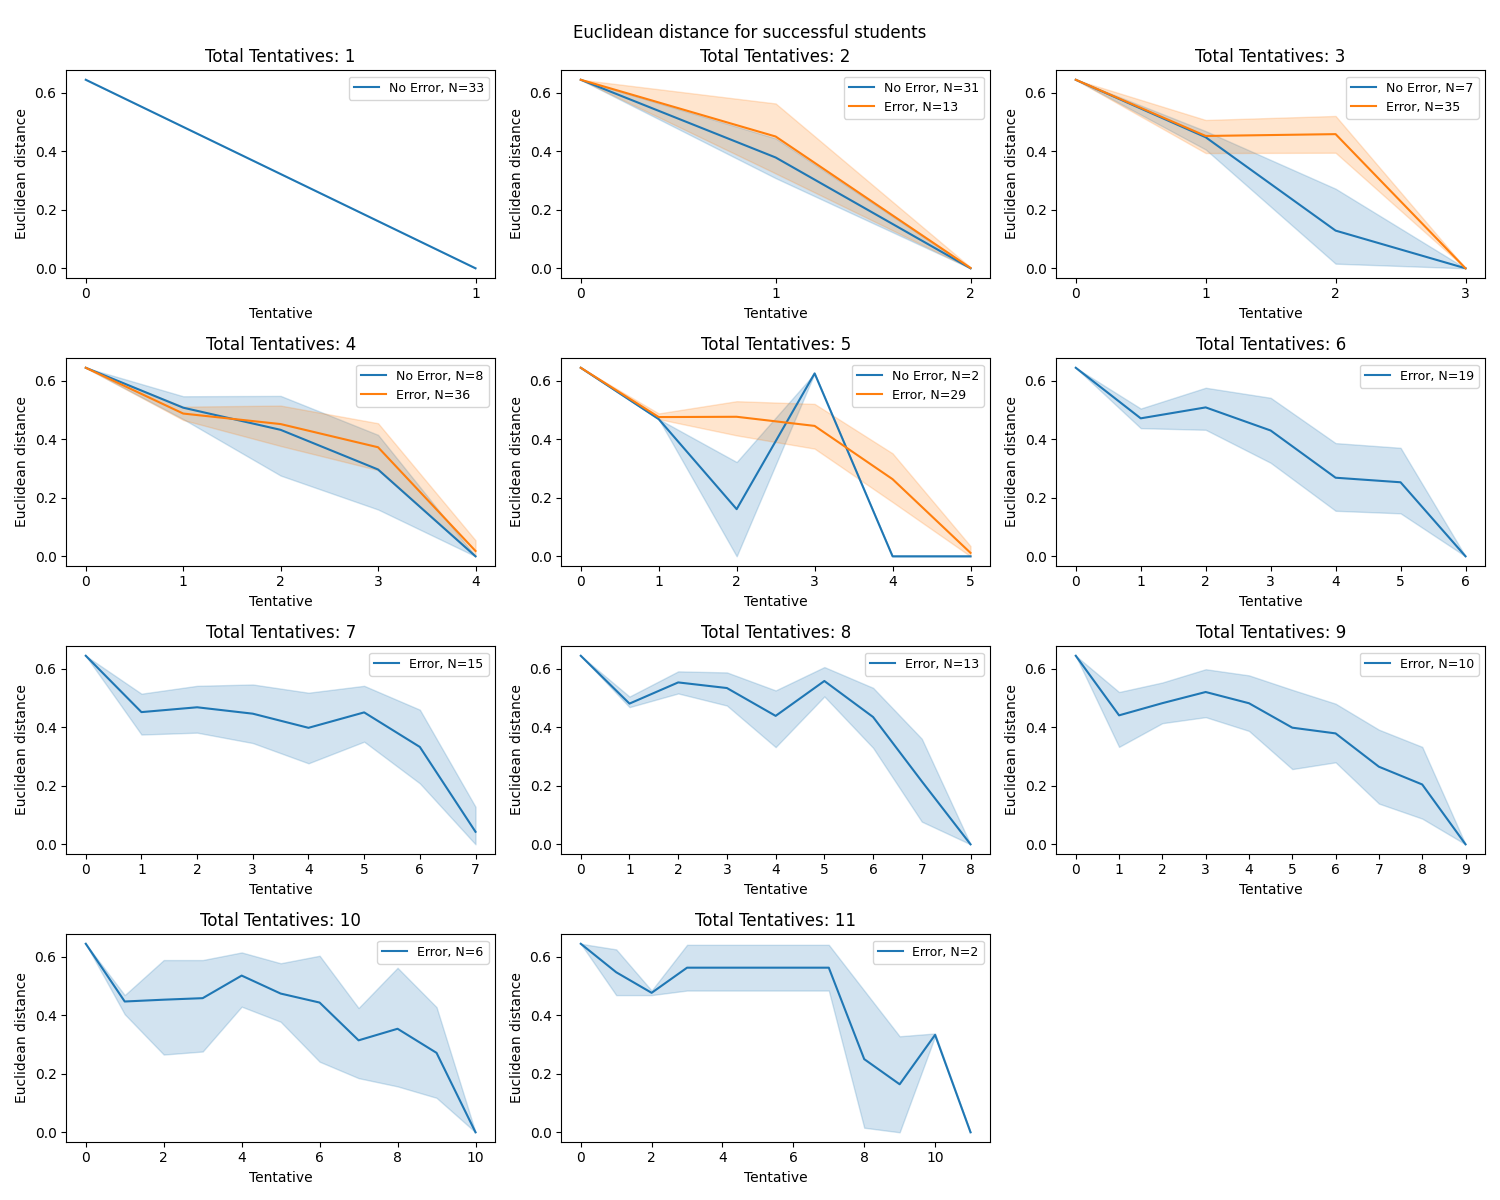 Euclidean distance for successful students
Total Tentatives: 1
Euclidean distance
0.6
0.4
0.2
0.0
No Error, N=33
0 1
Tentative
Total Tentatives: 2
Euclidean distance
0.6
0.4
0.2
0.0
No Error, N=31
Error, N=13
0 1 2
Tentative
Total Tentatives: 3
Euclidean distance
0.6
0.4
0.2
0.0
No Error, N=7
Error, N=35
0 1 2 3
Tentative
Total Tentatives: 4
Euclidean distance
0.6
0.4
0.2
0.0
No Error, N=8
Error, N=36
0 1 2 3 4
Tentative
Total Tentatives: 5
Euclidean distance
0.6
0.4
0.2
0.0
No Error, N=2
Error, N=29
0 1 2 3 4 5
Tentative
Total Tentatives: 6
Euclidean distance
0.6
0.4
0.2
0.0
Error, N=19
0 1 2 3 4 5 6
Tentative
Total Tentatives: 7
Euclidean distance
0.6
0.4
0.2
0.0
Error, N=15
0 1 2 3 4 5 6 7
Tentative
Total Tentatives: 8
Euclidean distance
0.6
0.4
0.2
0.0
Error, N=13
0 1 2 3 4 5 6 7 8
Tentative
Total Tentatives: 9
Euclidean distance
0.6
0.4
0.2
0.0
Error, N=10
0 1 2 3 4 5 6 7 8 9
Tentative
Total Tentatives: 10
Euclidean distance
0.6
0.4
0.2
0.0
Error, N=6
0 2 4 6 8 10
Tentative
Total Tentatives: 11
Euclidean distance
0.6
0.4
0.2
0.0
Error, N=2
0 2 4 6 8 10
Tentative